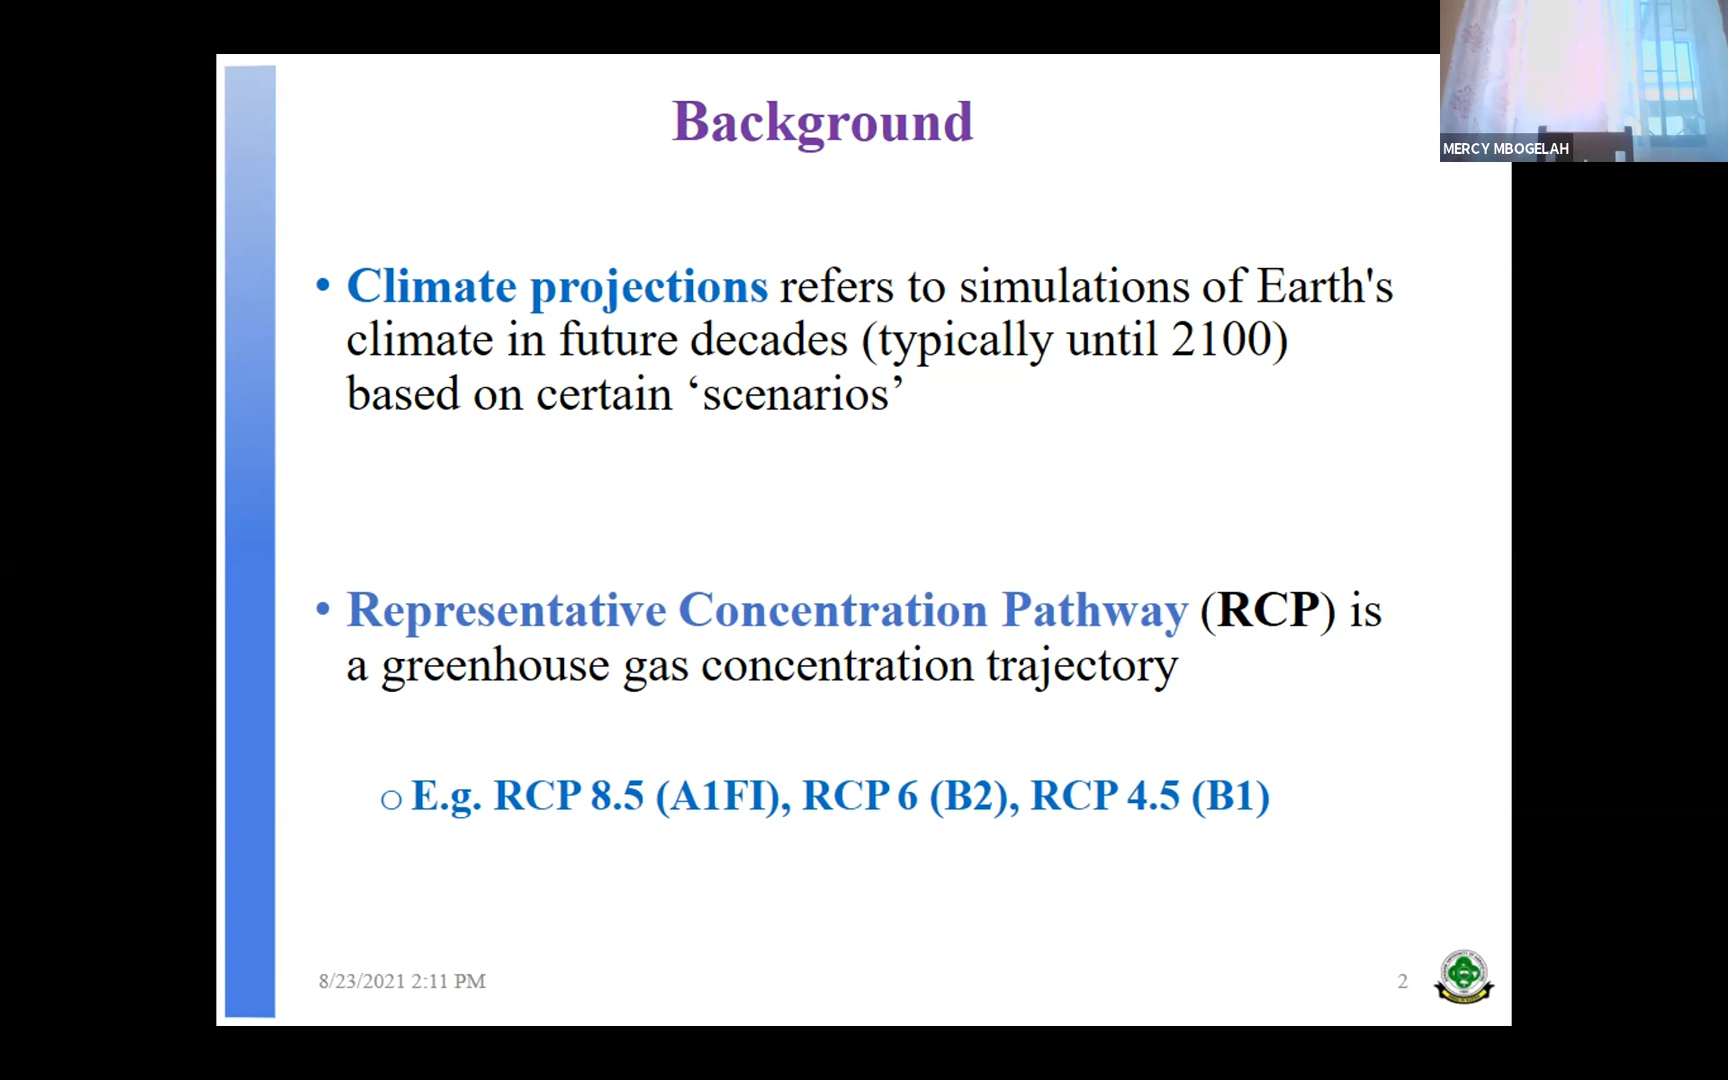 Background
MERCY MBOGELAH
• Climate projections refers to simulations of Earth's
climate in future decades (typically until 2100)
based on certain ‘scenarios’
• Representative Concentration Pathway (RCP) is
a greenhouse gas concentration trajectory
○ E.g. RCP 8.5 (A1FI), RCP 6 (B2), RCP 4.5 (B1)
8/23/2021 2:11 PM
2